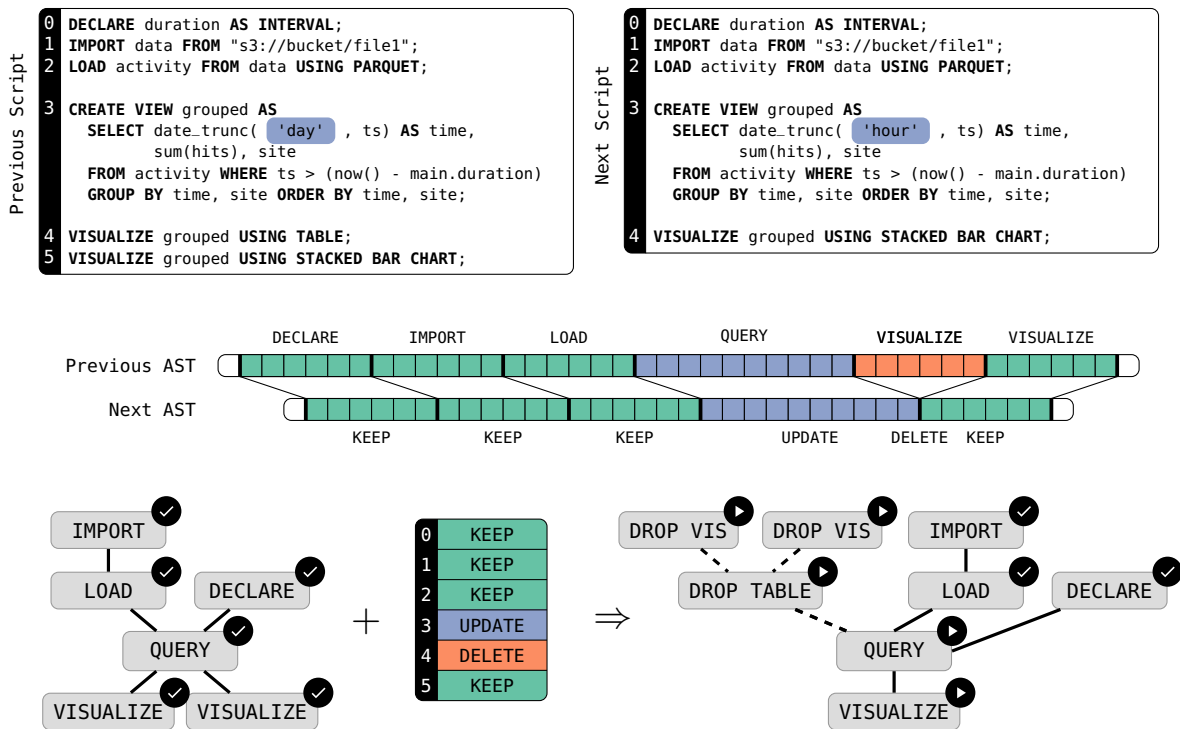 Previous Script
0 DECLARE duration AS INTERVAL;
1 IMPORT data FROM "s3://bucket/file1";
2 LOAD activity FROM data USING PARQUET;
3 CREATE VIEW grouped AS
SELECT date_trunc( 'day' , ts) AS time,
sum(hits), site
FROM activity WHERE ts > (now() - main.duration)
GROUP BY time, site ORDER BY time, site;
4 VISUALIZE grouped USING TABLE;
5 VISUALIZE grouped USING STACKED BAR CHART;
Next Script
0 DECLARE duration AS INTERVAL;
1 IMPORT data FROM "s3://bucket/file1";
2 LOAD activity FROM data USING PARQUET;
3 CREATE VIEW grouped AS
SELECT date_trunc( 'hour' , ts) AS time,
sum(hits), site
FROM activity WHERE ts > (now() - main.duration)
GROUP BY time, site ORDER BY time, site;
4 VISUALIZE grouped USING STACKED BAR CHART;
DECLARE IMPORT LOAD QUERY VISUALIZE VISUALIZE
Previous AST
Next AST
KEEP KEEP KEEP UPDATE DELETE KEEP
IMPORT
LOAD DECLARE
QUERY
VISUALIZE VISUALIZE
+
0 KEEP
1 KEEP
2 KEEP
3 UPDATE
4 DELETE
5 KEEP
⇒
DROP VIS DROP VIS IMPORT
DROP TABLE LOAD DECLARE
QUERY
VISUALIZE